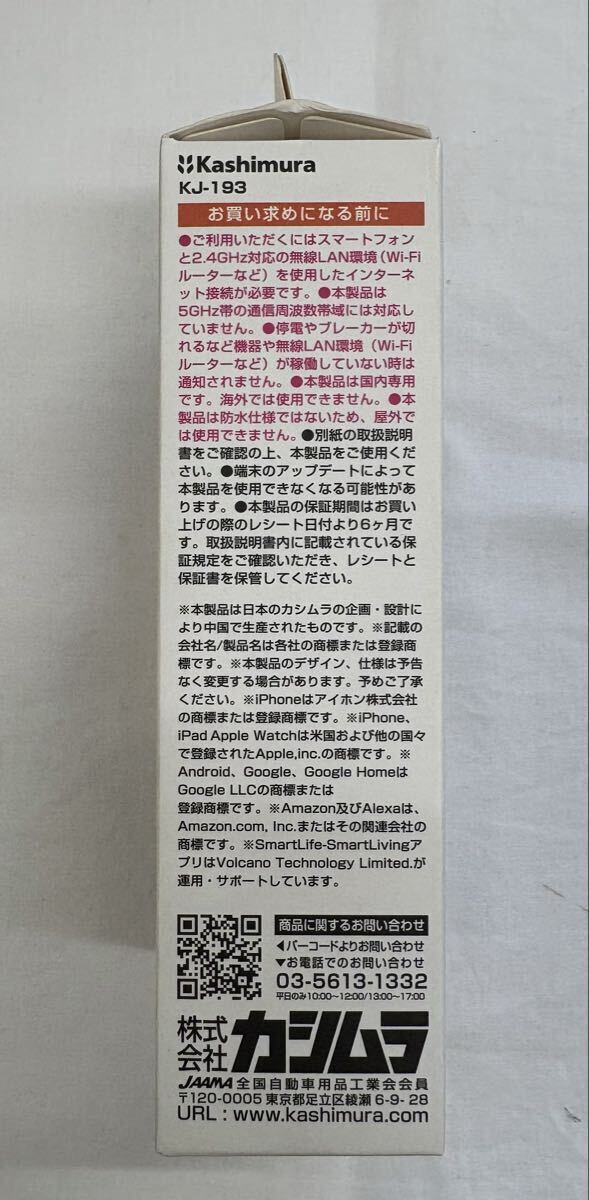 Kashimura
KJ-193
お買い求めになる前に
●ご利用いただくにはスマートフォン
と2.4GHz対応の無線LAN環境(Wi-Fi
ルーターなど)を使用したインターネ
ット接続が必要です。●本製品は
5GHz帯の通信周波数帯域には対応し
ていません。●停電やブレーカーが切
れるなど機器や無線LAN環境(Wi-Fi
ルーターなど)が稼働していない時は
通知されません。●本製品は国内専用
です。海外では使用できません。●本
製品は防水仕様ではないため、屋外で
は使用できません。●別紙の取扱説明
書をご確認の上、本製品をご使用くだ
さい。●端末のアップデートによって
本製品を使用できなくなる可能性があ
ります。●本製品の保証期間はお買い
上げの際のレシート日付より6ヶ月で
す。取扱説明書内に記載されている保
証規定をご確認いただき、レシートと
保証書を保管してください。
※本製品は日本のカシムラの企画・設計に
より中国で生産されたものです。※記載の
会社名/製品名は各社の商標または登録商
標です。※本製品のデザイン、仕様は予告
なく変更する場合があります。予めご了承
ください。※iPhoneはアイホン株式会社
の商標または登録商標です。※iPhone、
iPad Apple Watchは米国および他の国々
で登録されたApple,inc.の商標です。※
Android、Google、Google Homeは
Google LLCの商標または
登録商標です。※Amazon及びAlexaは、
Amazon.com, Inc.またはその関連会社の
商標です。※SmartLife-SmartLivingア
プリはVolcano Technology Limited.が
運用・サポートしています。
商品に関するお問い合わせ
◀バーコードよりお問い合わせ
▼お電話でのお問い合わせ
03-5613-1332
平日のみ10:00〜12:00/13:00〜17:00
株式会社カシムラ
JAAMA 全国自動車用品工業会会員
〒120-0005 東京都足立区綾瀬 6-9-28
URL : www.kashimura.com